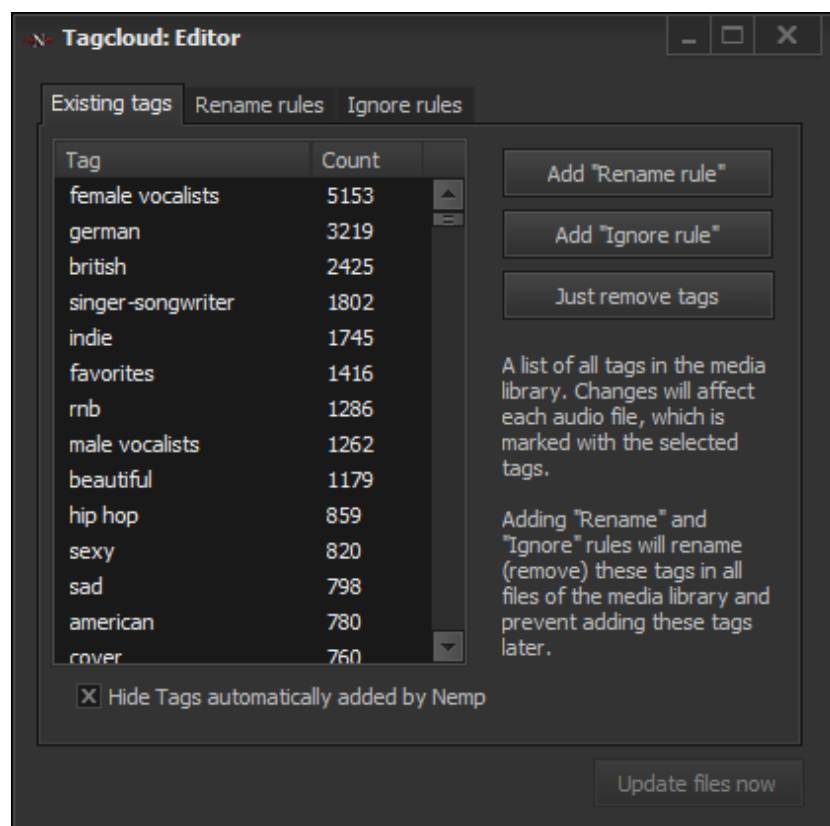 N Tagcloud: Editor
Existing tags Rename rules Ignore rules
Tag Count
female vocalists 5153
german 3219
british 2425
singer-songwriter 1802
indie 1745
favorites 1416
rnb 1286
male vocalists 1262
beautiful 1179
hip hop 859
sexy 820
sad 798
american 780
cover 760
Hide Tags automatically added by Nemp
Add "Rename rule"
Add "Ignore rule"
Just remove tags
A list of all tags in the media
library. Changes will affect
each audio file, which is
marked with the selected
tags.
Adding "Rename" and
"Ignore" rules will rename
(remove) these tags in all
files of the media library and
prevent adding these tags
later.
Update files now